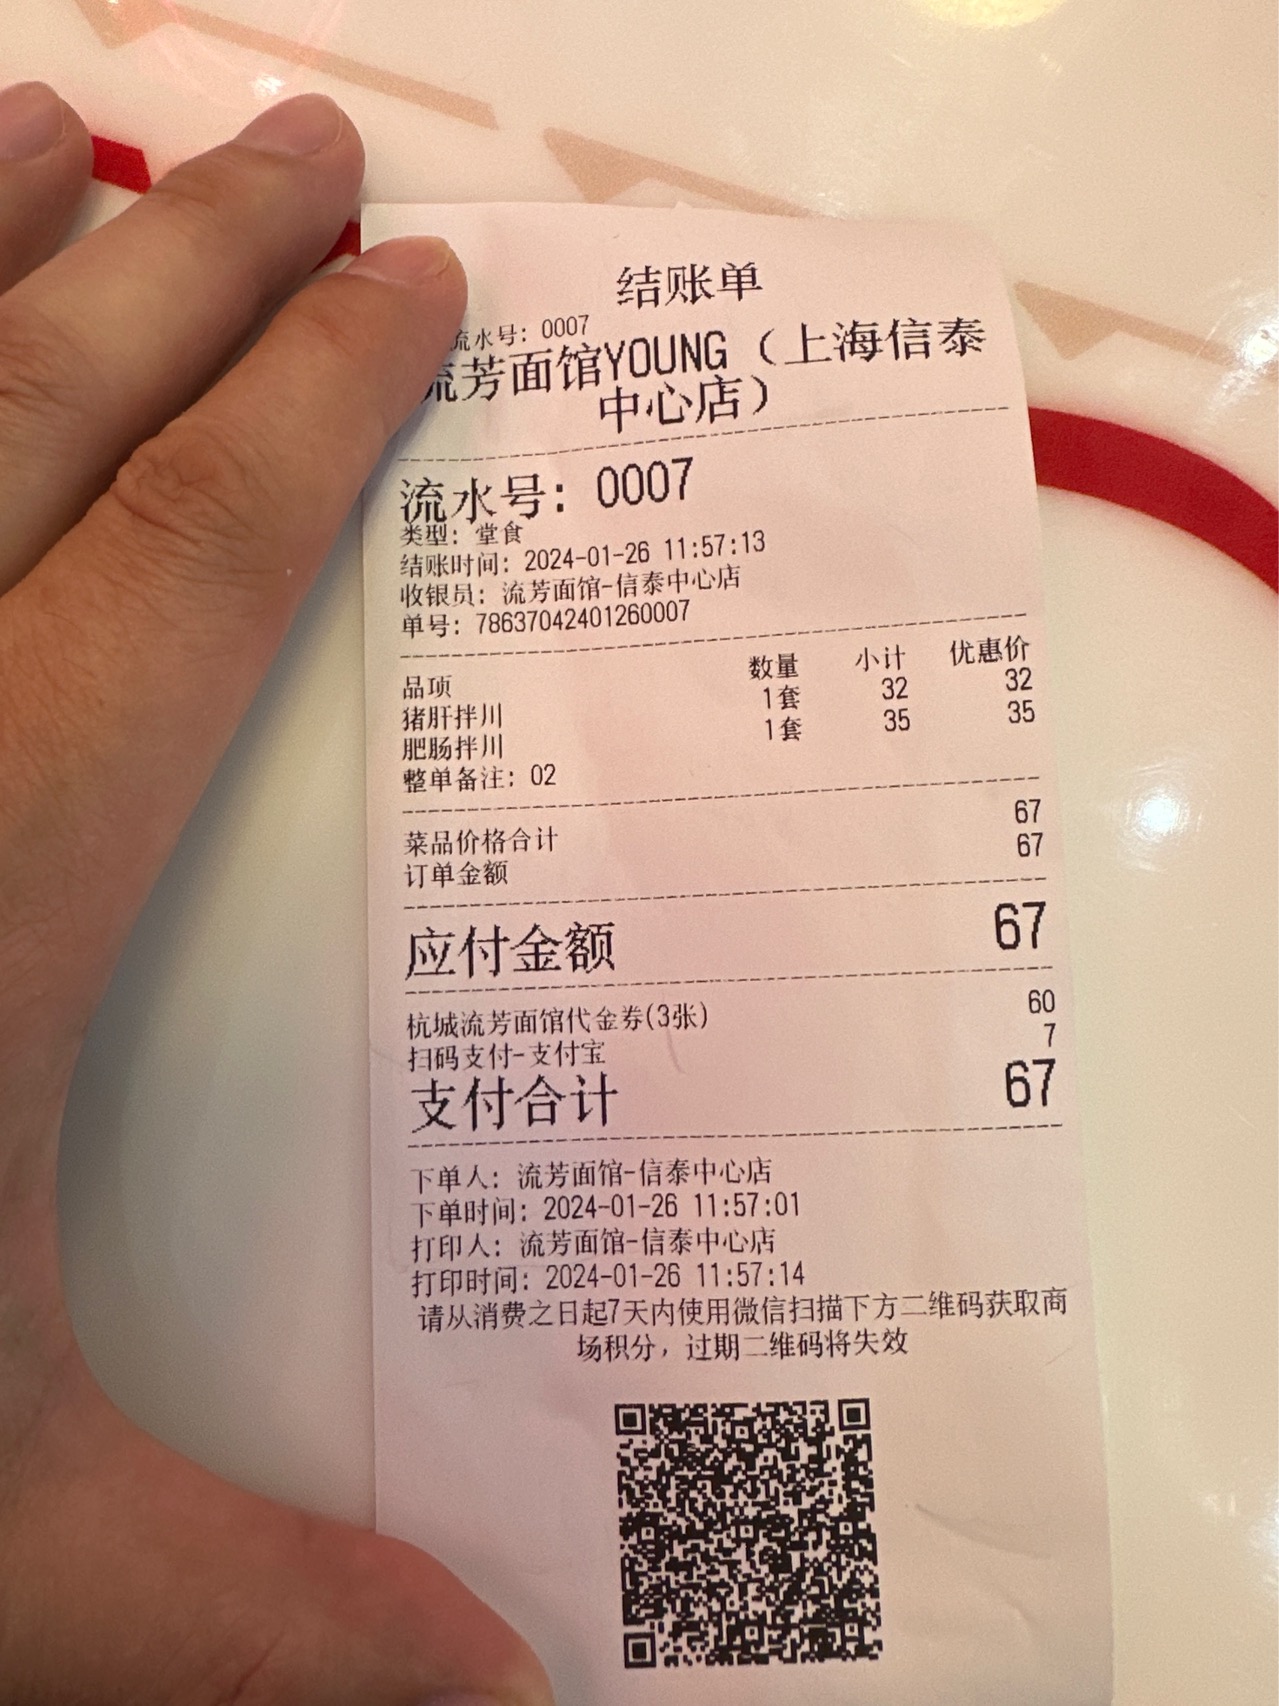 结账单
流水号: 0007
流芳面馆YOUNG（上海信泰
中心店）
流水号: 0007
类型: 堂食
结账时间: 2024-01-26 11:57:13
收银员: 流芳面馆-信泰中心店
单号: 78637042401260007
品项 数量 小计 优惠价
猪肝拌川 1套 32 32
肥肠拌川 1套 35 35
整单备注: 02
菜品价格合计 67
订单金额 67
应付金额 67
杭城流芳面馆代金券(3张) 60
扫码支付-支付宝 7
支付合计 67
下单人: 流芳面馆-信泰中心店
下单时间: 2024-01-26 11:57:01
打印人: 流芳面馆-信泰中心店
打印时间: 2024-01-26 11:57:14
请从消费之日起7天内使用微信扫描下方二维码获取商
场积分，过期二维码将失效